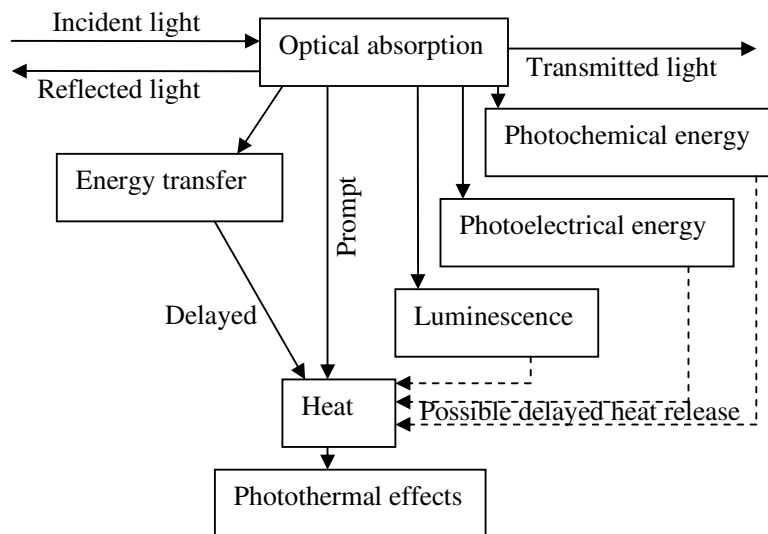 Incident light
Optical absorption
Reflected light
Transmitted light
Photochemical energy
Energy transfer
Prompt
Photoelectrical energy
Delayed
Luminescence
Heat
Possible delayed heat release
Photothermal effects